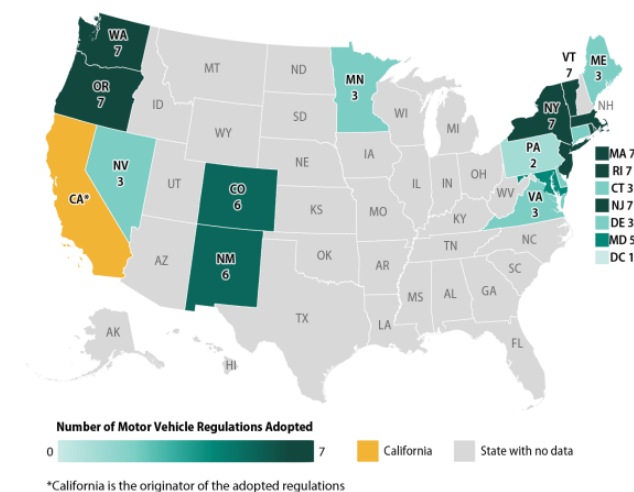 WA
7
OR
7
CA*
NV
3
ID
MT
WY
UT
AZ
CO
6
NM
6
ND
SD
NE
KS
OK
TX
MN
3
IA
MO
AR
LA
WI
IL
MS
MI
IN
KY
TN
AL
OH
WV
GA
FL
SC
NC
VA
3
PA
2
NY
7
VT
7
ME
3
NH
MA 7
RI 7
CT 3
NJ 7
DE 3
MD 5
DC 1
AK
HI
Number of Motor Vehicle Regulations Adopted
0
7
California
State with no data
*California is the originator of the adopted regulations